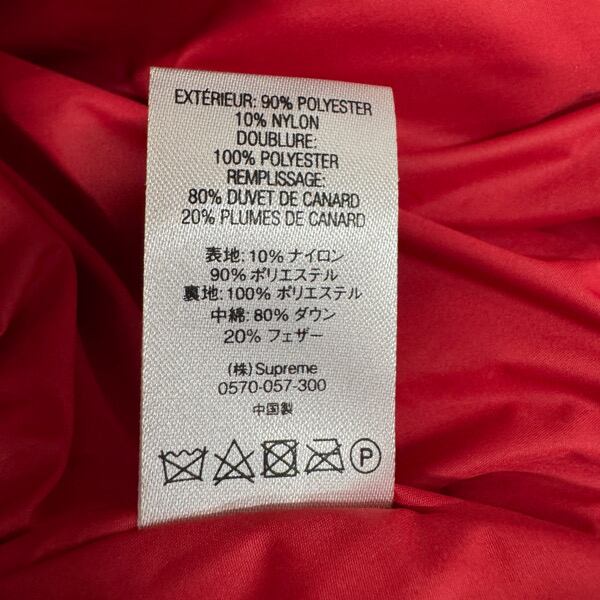 EXTÉRIEUR: 90% POLYESTER
10% NYLON
DOUBLURE:
100% POLYESTER
REMPLISSAGE:
80% DUVET DE CANARD
20% PLUMES DE CANARD
表地: 10% ナイロン
90% ポリエステル
裏地: 100% ポリエステル
中綿: 80% ダウン
20% フェザー
(株) Supreme
0570-057-300
中国製
P